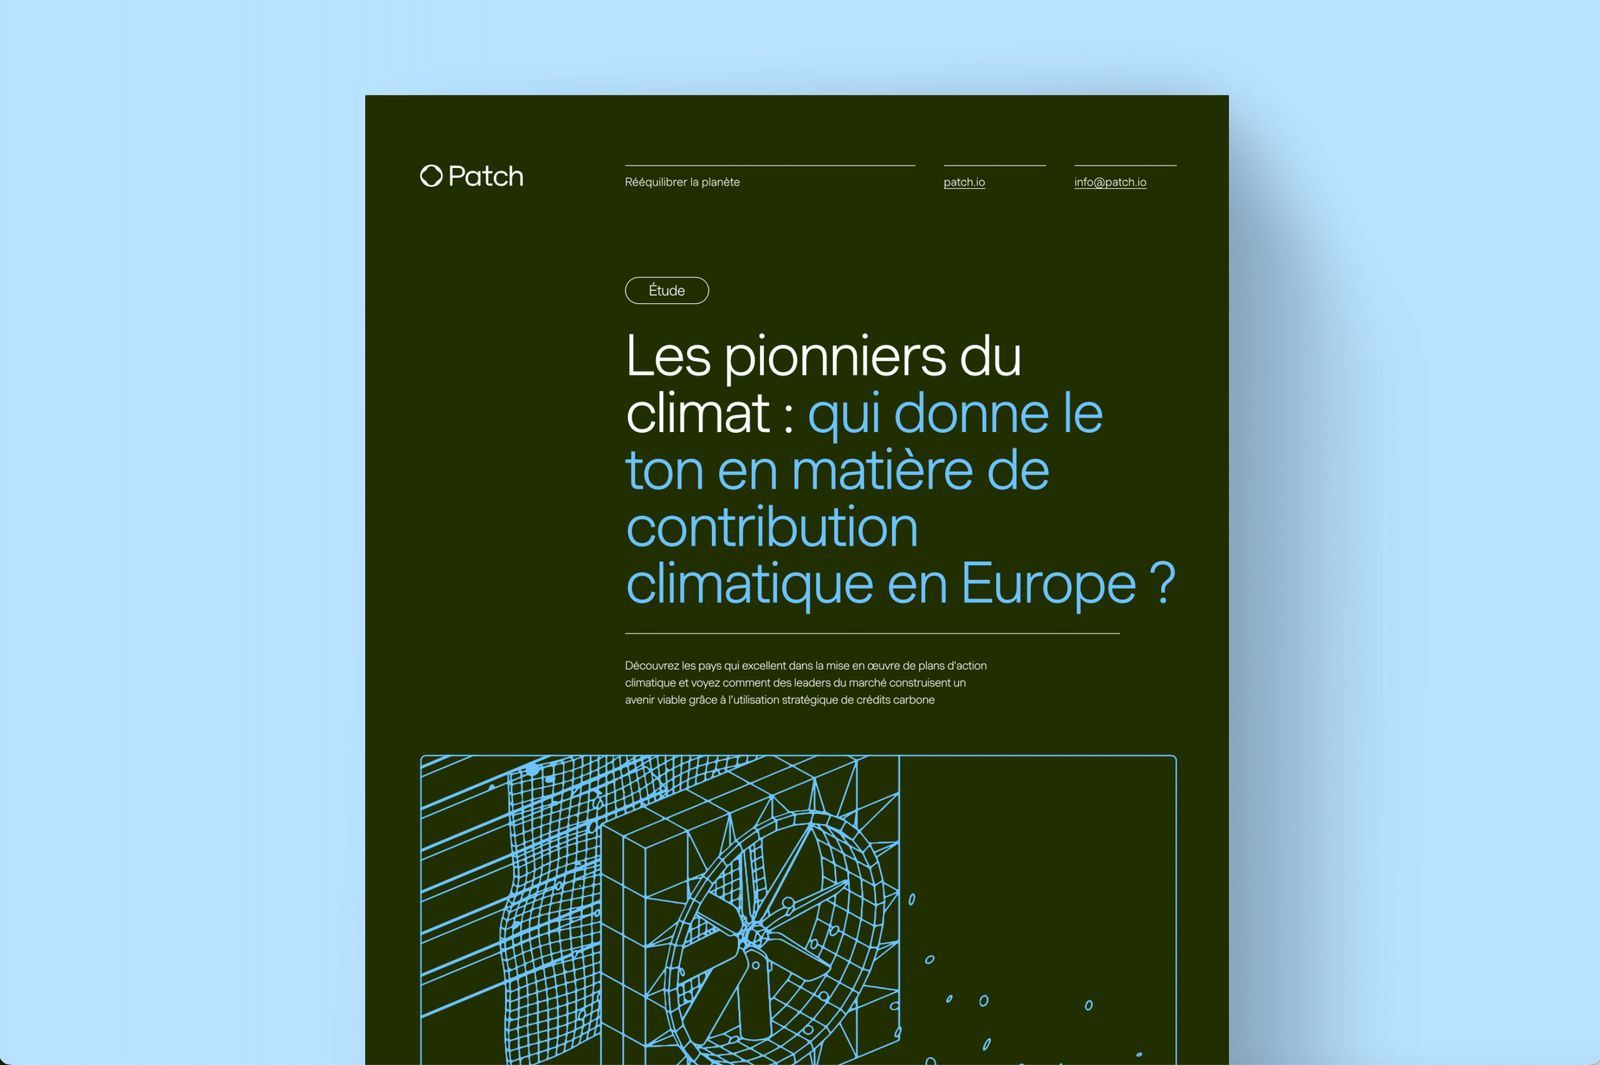 Patch
Rééquilibrer la planète
patch.io
info@patch.io
Étude
Les pionniers du
climat : qui donne le
ton en matière de
contribution
climatique en Europe ?
Découvrez les pays qui excellent dans la mise en œuvre de plans d'action
climatique et voyez comment des leaders du marché construisent un
avenir viable grâce à l'utilisation stratégique de crédits carbone